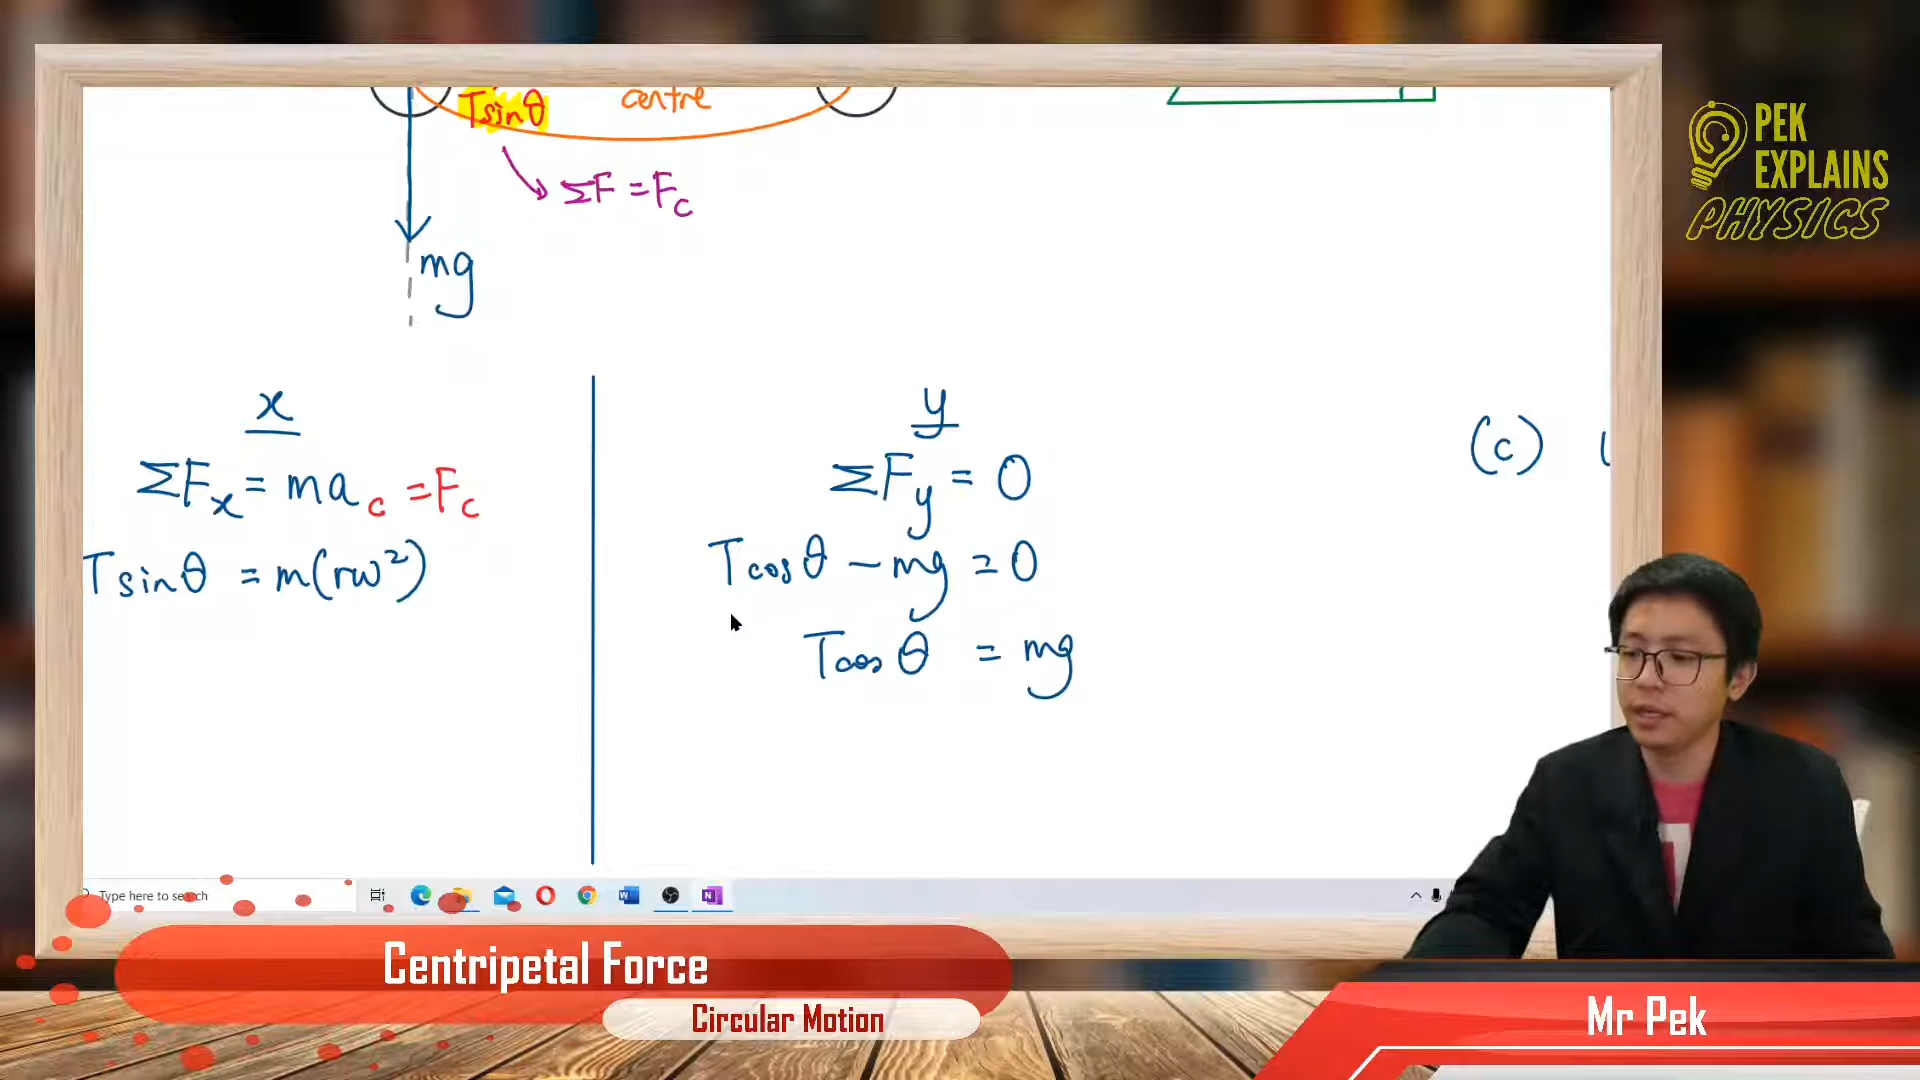 Tsinθ
centre
ΣF = Fc
mg
x
ΣFx = mac = Fc
Tsinθ = m(rω²)
y
ΣFy = 0
Tcosθ – mg = 0
Tcosθ = mg
(c)
PEK
EXPLAINS
PHYSICS
Type here to search
Centripetal Force
Circular Motion
Mr Pek